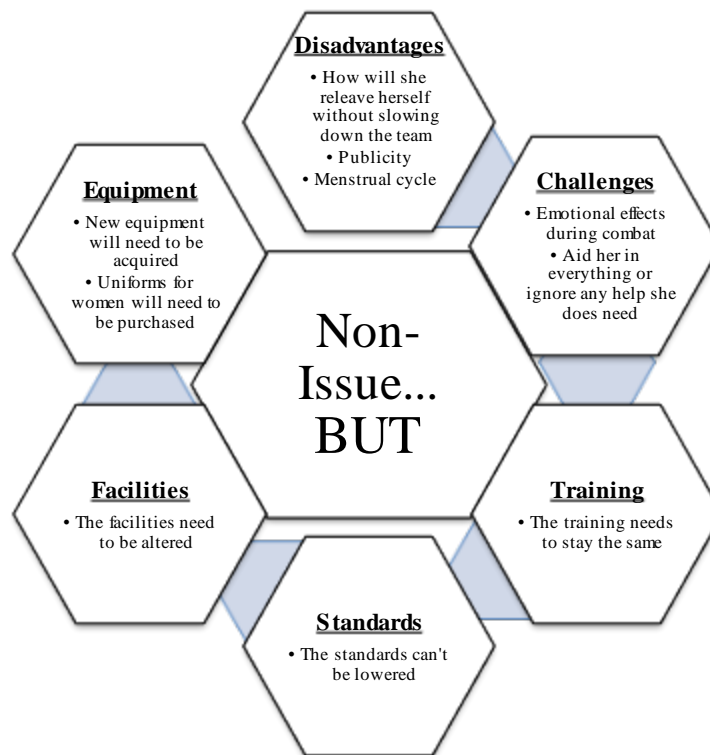 Disadvantages
• How will she
releave herself
without slowing
down the team
• Publicity
• Menstrual cycle
Challenges
• Emotional effects
during combat
• Aid her in
everything or
ignore any help she
does need
Training
• The training needs
to stay the same
Standards
• The standards can't
be lowered
Facilities
• The facilities need
to be altered
Equipment
• New equipment
will need to be
acquired
• Uniforms for
women will need to
be purchased
Non-
Issue...
BUT